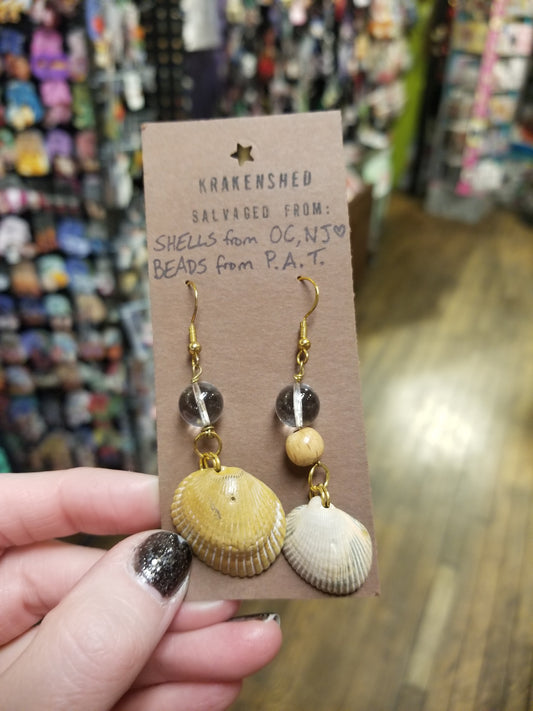 KRAKENSHED
SALVAGED FROM:
SHELLS from OC, NJ♡
BEADS from P.A.T.